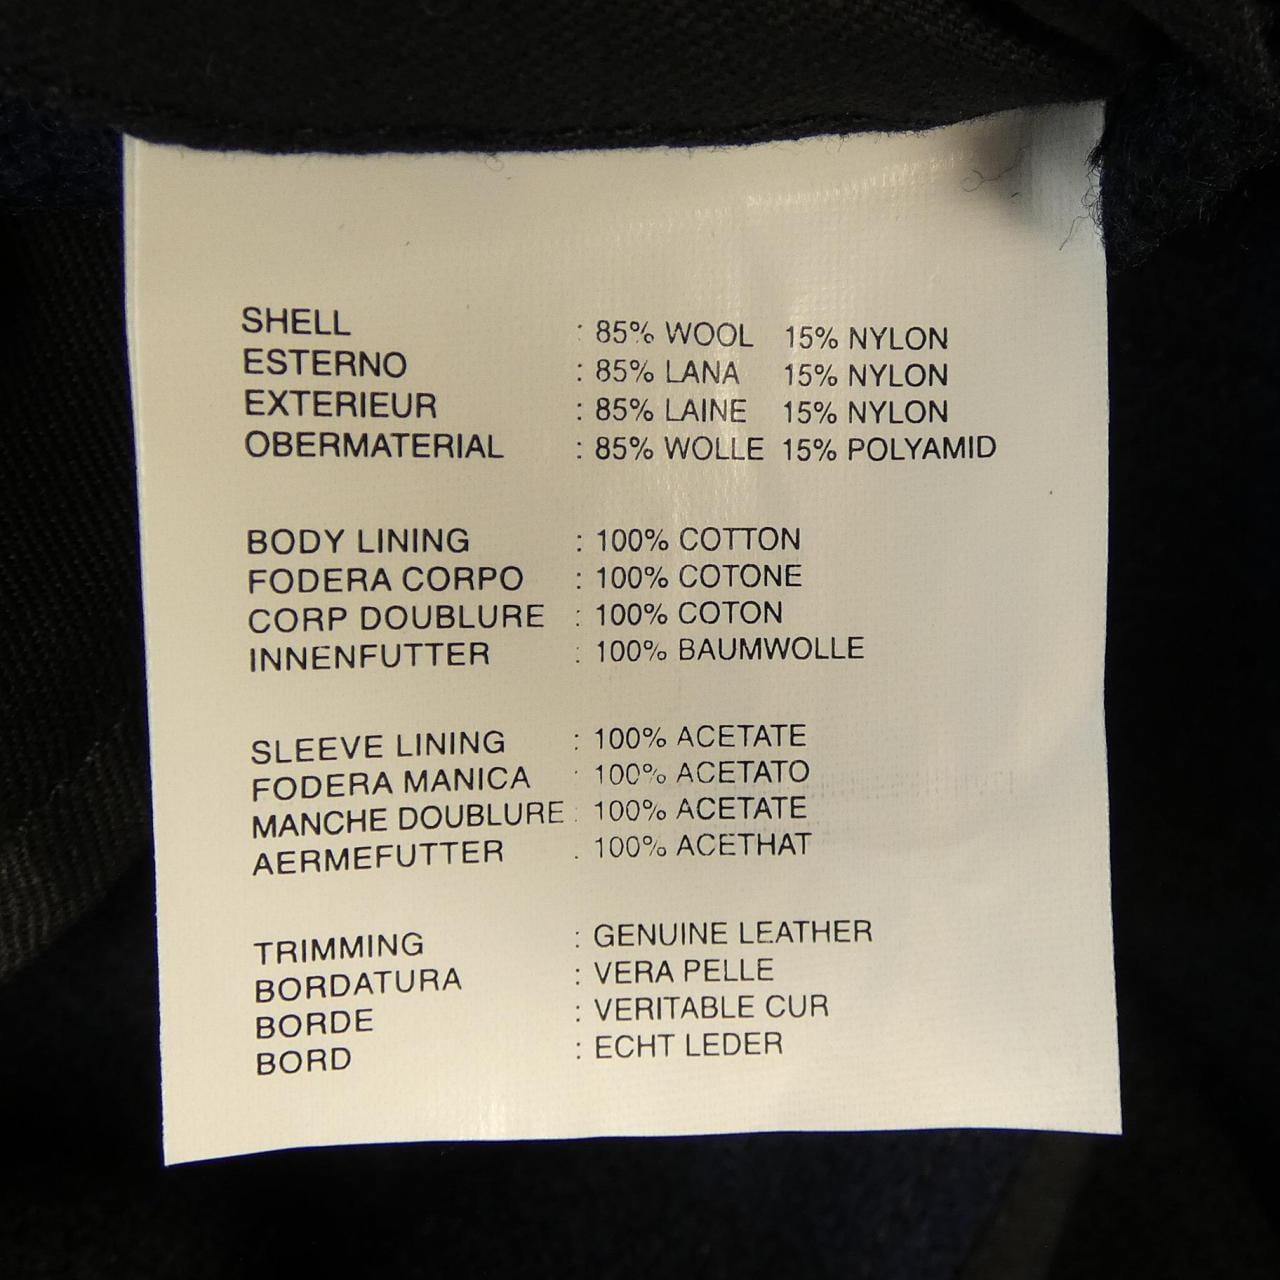 SHELL : 85% WOOL 15% NYLON
ESTERNO : 85% LANA 15% NYLON
EXTERIEUR : 85% LAINE 15% NYLON
OBERMATERIAL : 85% WOLLE 15% POLYAMID
BODY LINING : 100% COTTON
FODERA CORPO : 100% COTONE
CORP DOUBLURE : 100% COTON
INNENFUTTER : 100% BAUMWOLLE
SLEEVE LINING : 100% ACETATE
FODERA MANICA : 100% ACETATO
MANCHE DOUBLURE : 100% ACETATE
AERMEFUTTER : 100% ACETHAT
TRIMMING : GENUINE LEATHER
BORDATURA : VERA PELLE
BORDE : VERITABLE CUR
BORD : ECHT LEDER